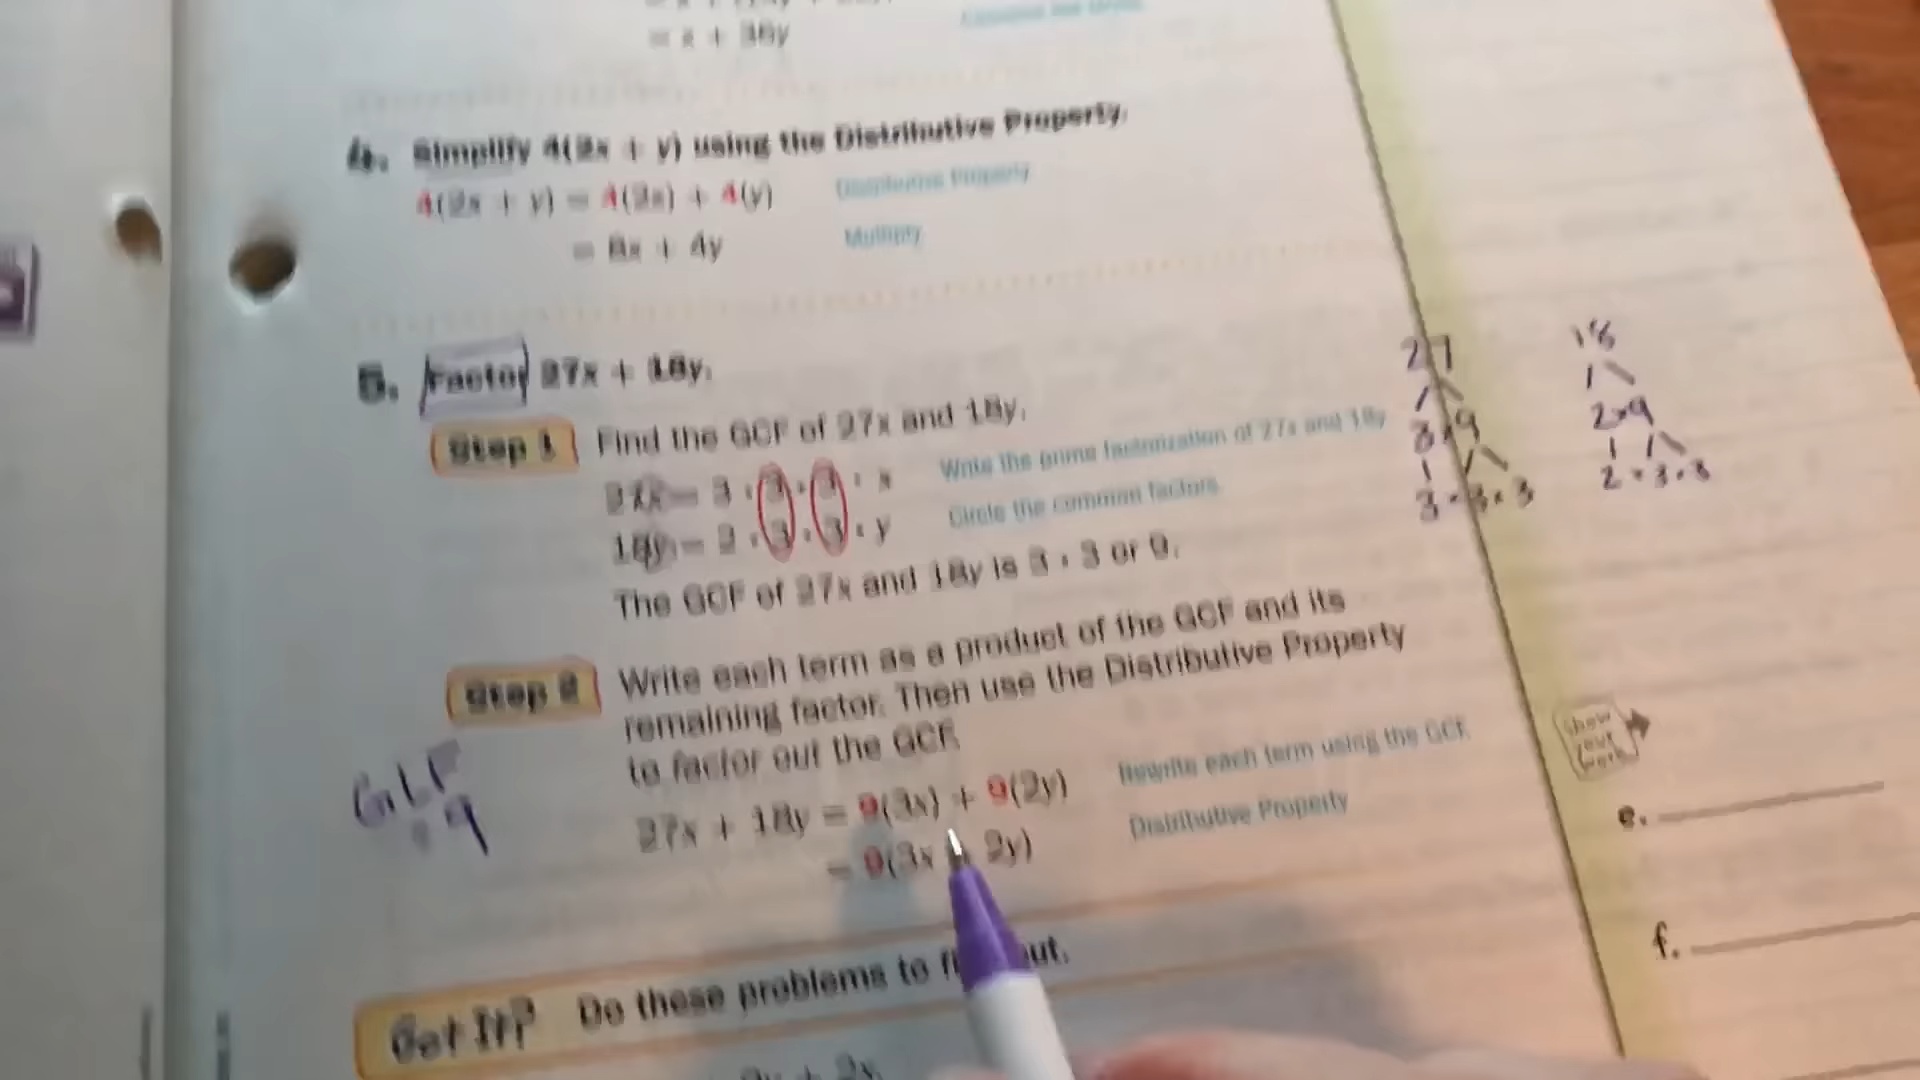 = x + 36y
4. Simplify 4(2x + y) using the Distributive Property.
4(2x + y) = 4(2x) + 4(y) Distributive Property
= 8x + 4y Multiply
5. Factor 27x + 18y.
Step 1 Find the GCF of 27x and 18y.
27x = 3 · 3 · 3 · x Write the prime factorization of 27x and 18y
18y = 2 · 3 · 3 · y Circle the common factors.
The GCF of 27x and 18y is 3 · 3 or 9.
27
3×9
3 · 3 · 3
18
2×9
2 · 3 · 3
Step 2 Write each term as a product of the GCF and its
remaining factor. Then use the Distributive Property
to factor out the GCF.
27x + 18y = 9(3x) + 9(2y) Rewrite each term using the GCF.
= 9(3x + 2y) Distributive Property
GCF
: 9
Show your work
e.
f.
Got It? Do these problems to find out.